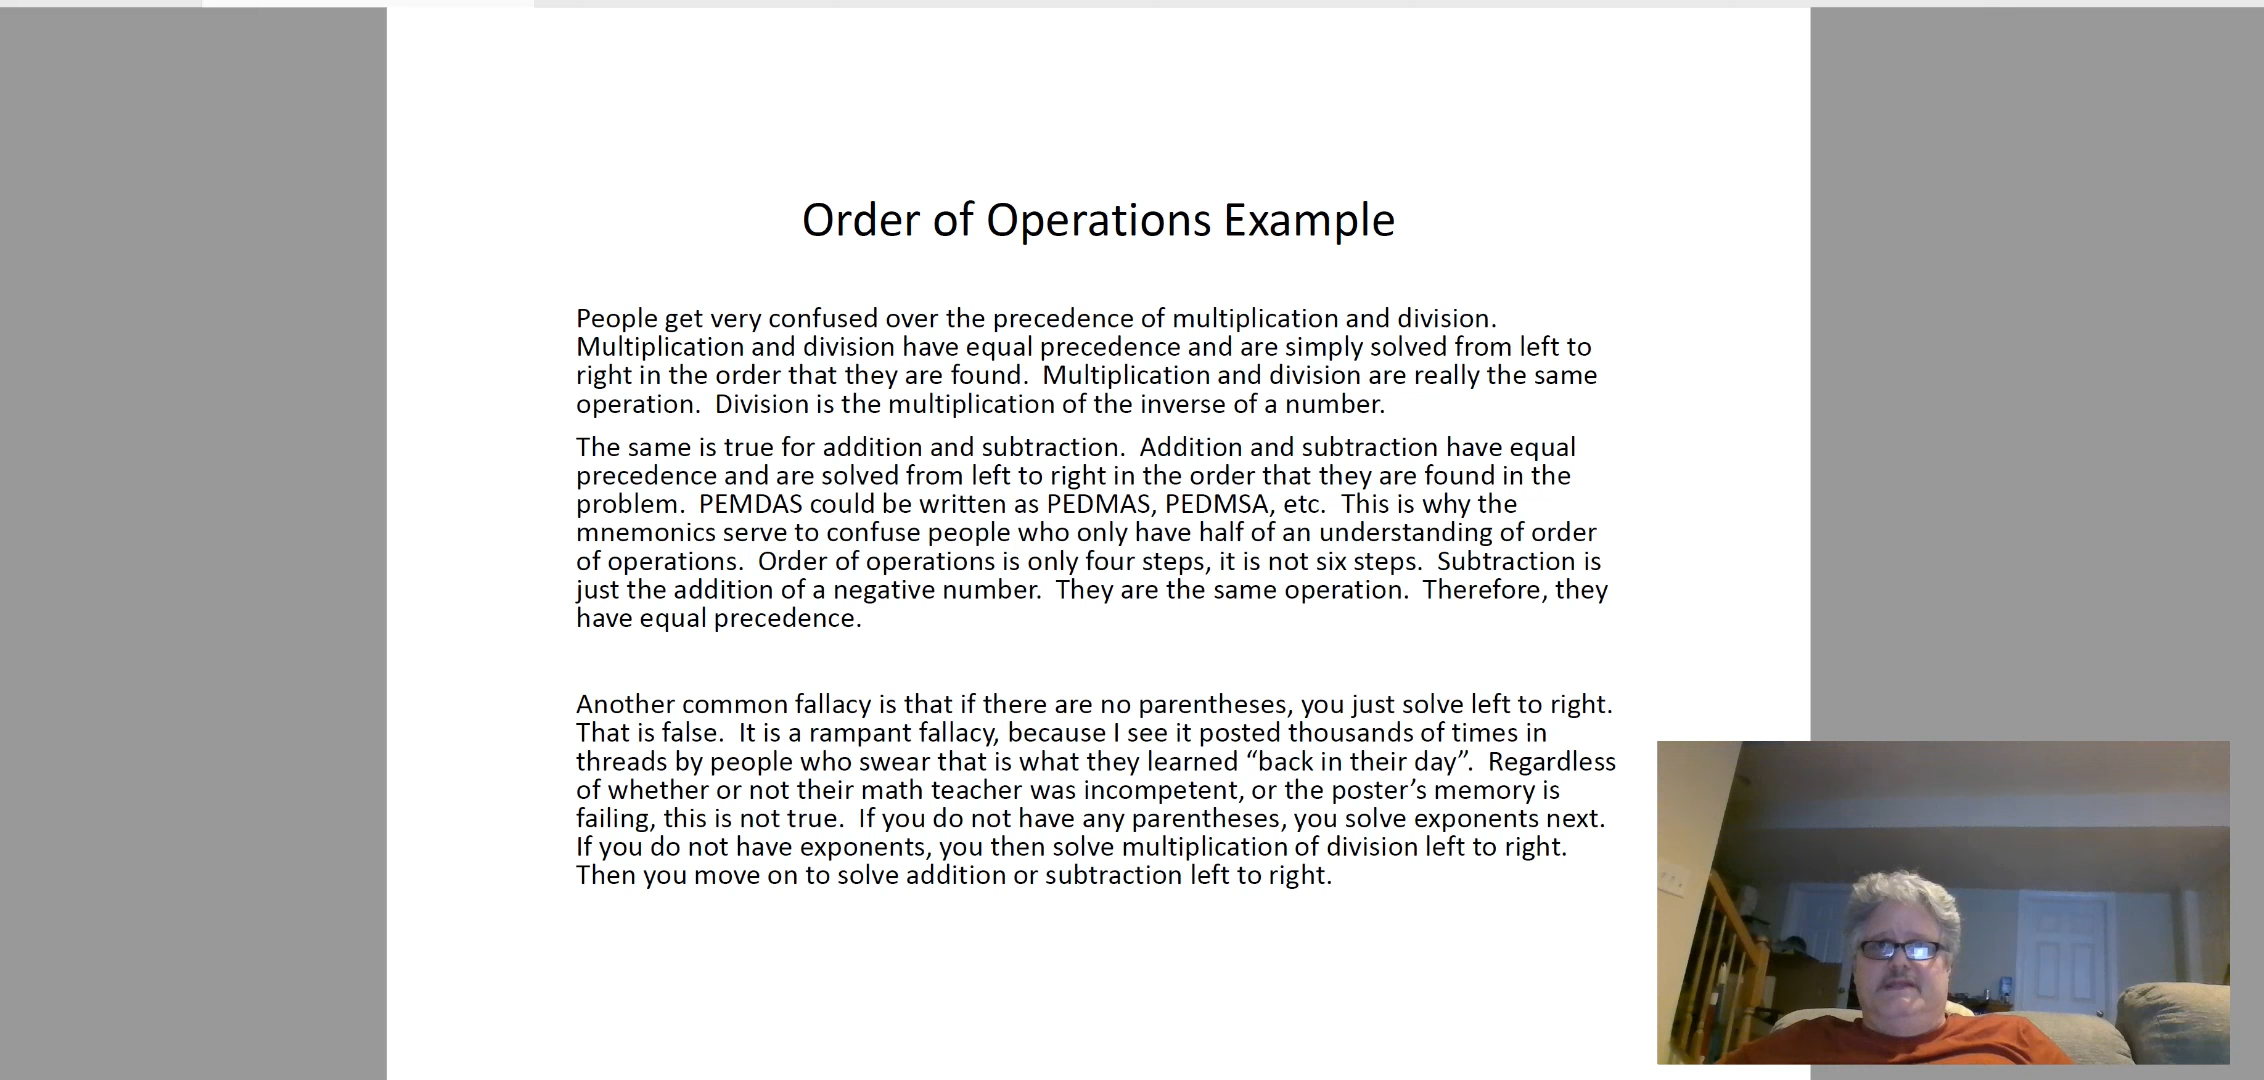 Order of Operations Example
People get very confused over the precedence of multiplication and division.
Multiplication and division have equal precedence and are simply solved from left to
right in the order that they are found.  Multiplication and division are really the same
operation.  Division is the multiplication of the inverse of a number.
The same is true for addition and subtraction.  Addition and subtraction have equal
precedence and are solved from left to right in the order that they are found in the
problem.  PEMDAS could be written as PEDMAS, PEDMSA, etc.  This is why the
mnemonics serve to confuse people who only have half of an understanding of order
of operations.  Order of operations is only four steps, it is not six steps.  Subtraction is
just the addition of a negative number.  They are the same operation.  Therefore, they
have equal precedence.
Another common fallacy is that if there are no parentheses, you just solve left to right.
That is false.  It is a rampant fallacy, because I see it posted thousands of times in
threads by people who swear that is what they learned “back in their day”.  Regardless
of whether or not their math teacher was incompetent, or the poster’s memory is
failing, this is not true.  If you do not have any parentheses, you solve exponents next.
If you do not have exponents, you then solve multiplication of division left to right.
Then you move on to solve addition or subtraction left to right.